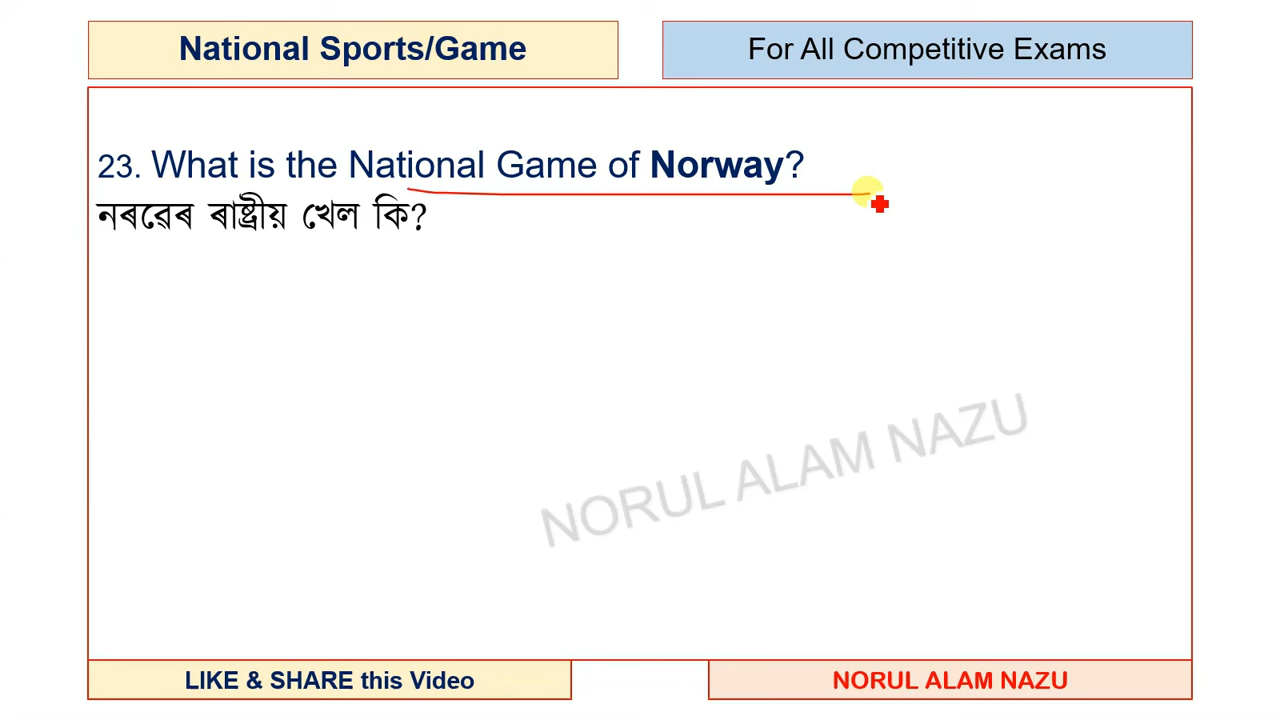 National Sports/Game
For All Competitive Exams
23. What is the National Game of Norway?
নৰৱেৰ ৰাষ্ট্ৰীয় খেল কি?
NORUL ALAM NAZU
LIKE & SHARE this Video
NORUL ALAM NAZU